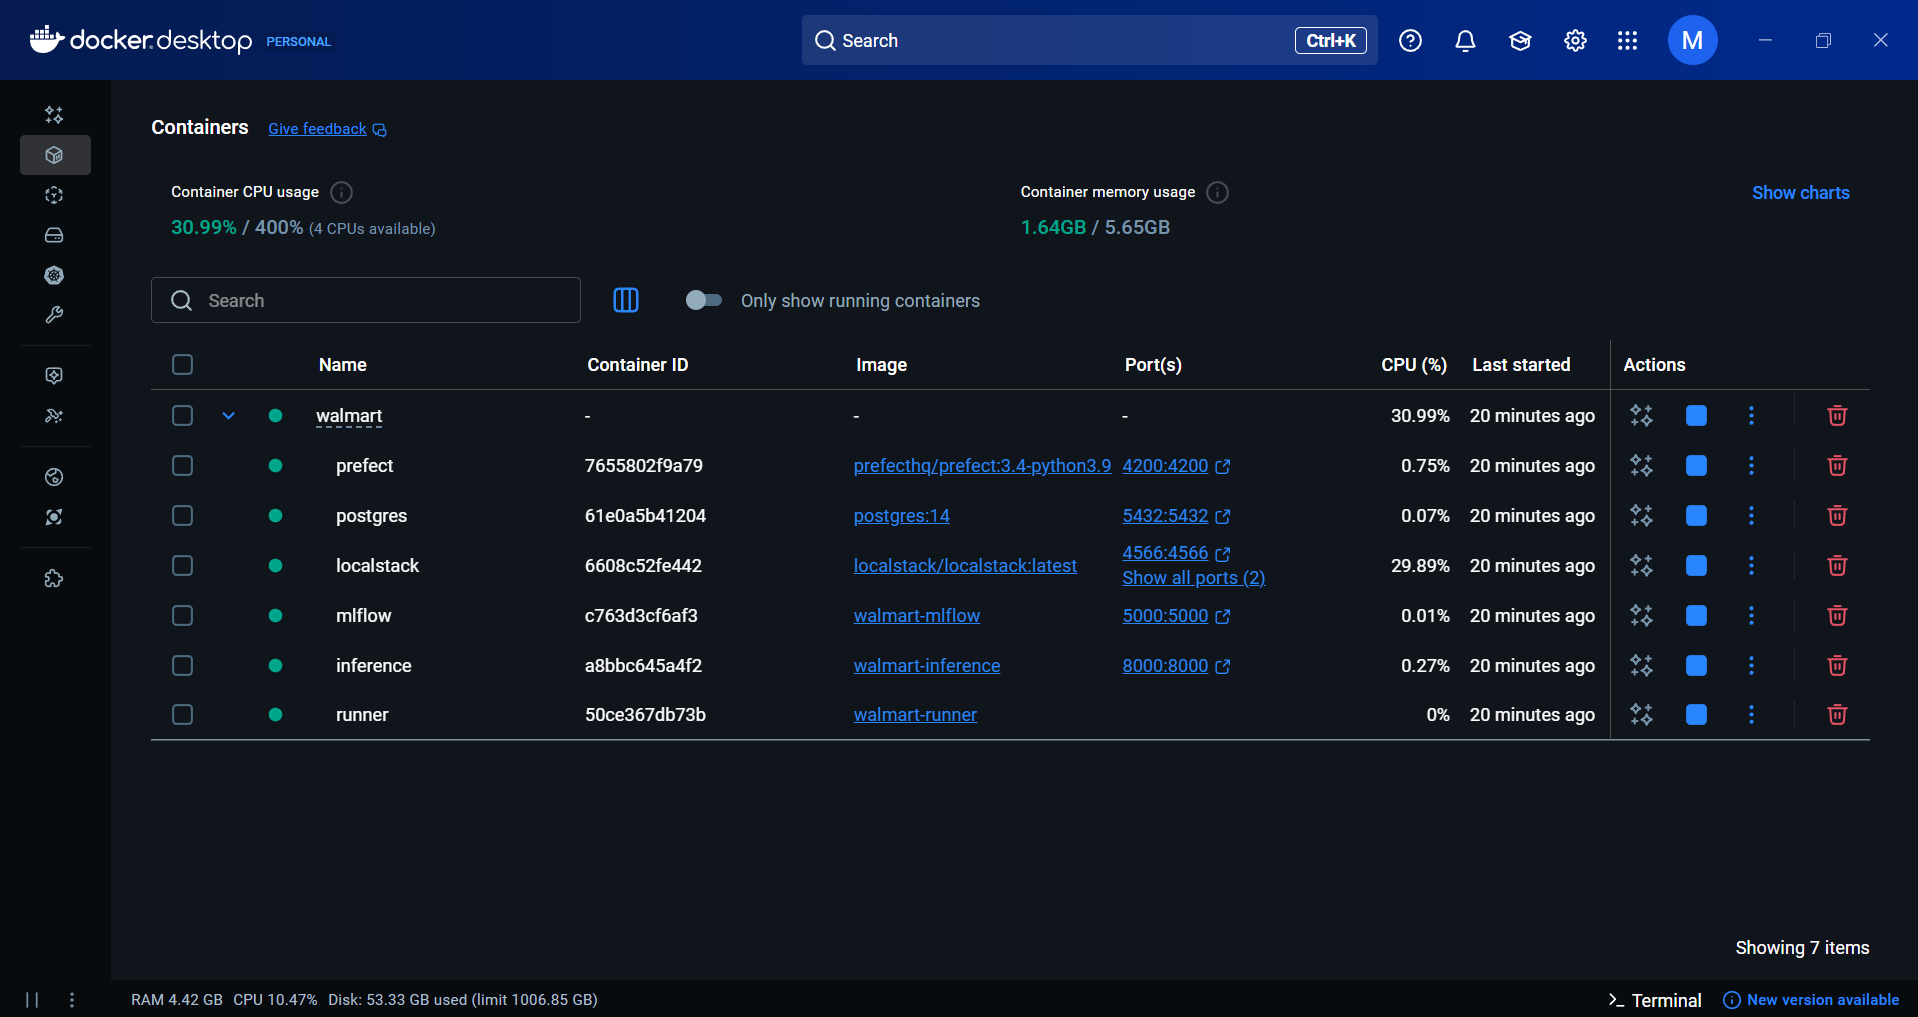 docker.desktop PERSONAL Search Ctrl+K M
Containers Give feedback
Container CPU usage Container memory usage Show charts
30.99% / 400% (4 CPUs available) 1.64GB / 5.65GB
Search Only show running containers
Name Container ID Image Port(s) CPU (%) Last started Actions
walmart - - - 30.99% 20 minutes ago
prefect 7655802f9a79 prefecthq/prefect:3.4-python3.9 4200:4200 0.75% 20 minutes ago
postgres 61e0a5b41204 postgres:14 5432:5432 0.07% 20 minutes ago
localstack 6608c52fe442 localstack/localstack:latest 4566:4566 29.89% 20 minutes ago
Show all ports (2)
mlflow c763d3cf6af3 walmart-mlflow 5000:5000 0.01% 20 minutes ago
inference a8bbc645a4f2 walmart-inference 8000:8000 0.27% 20 minutes ago
runner 50ce367db73b walmart-runner 0% 20 minutes ago
Showing 7 items
RAM 4.42 GB CPU 10.47% Disk: 53.33 GB used (limit 1006.85 GB) Terminal New version available